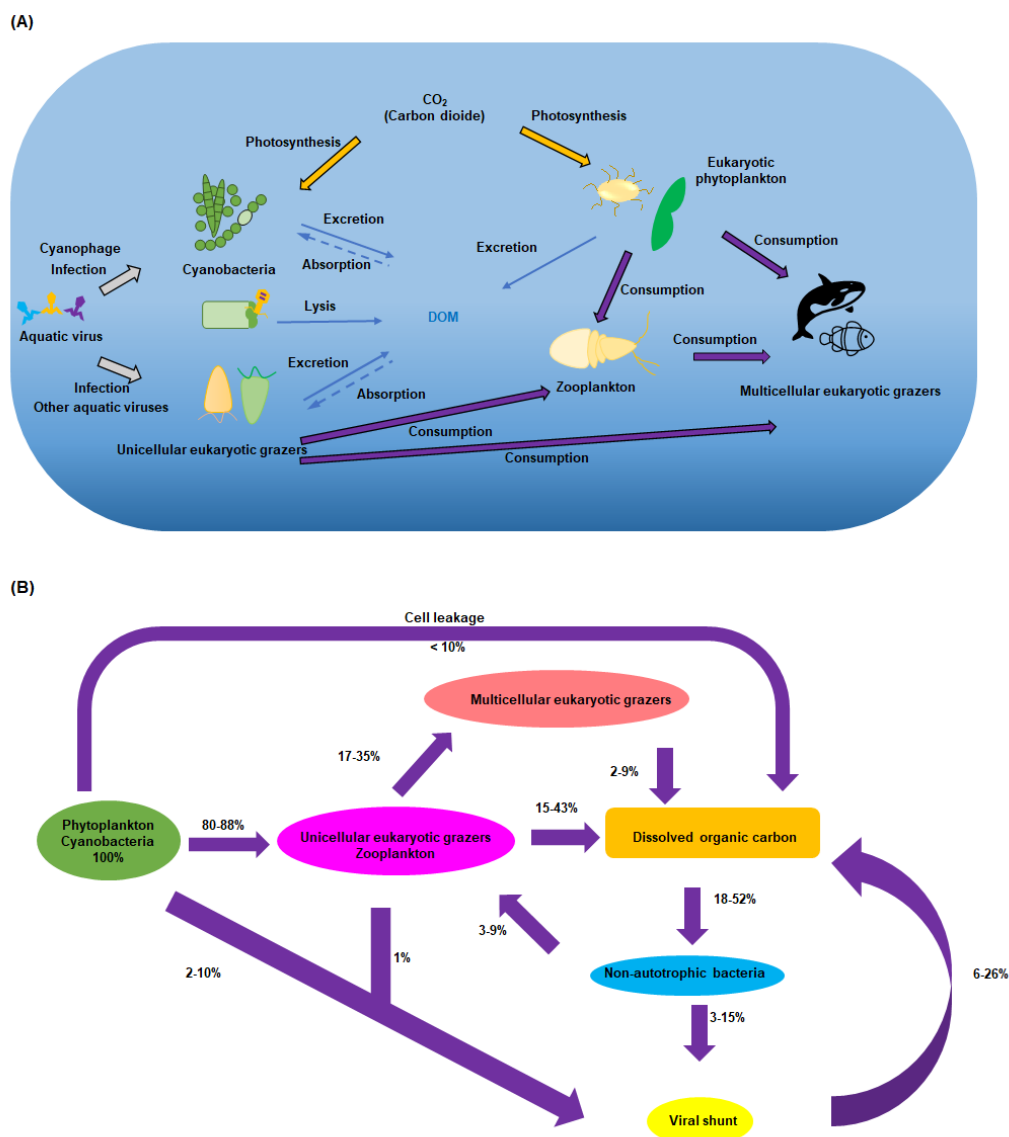 (A)
CO₂
(Carbon dioide)
Photosynthesis
Photosynthesis
Eukaryotic
phytoplankton
Cyanophage
Infection
Excretion
Excretion
Consumption
Cyanobacteria
Absorption
Consumption
Aquatic virus
Lysis
DOM
Consumption
Infection
Other aquatic viruses
Excretion
Absorption
Zooplankton
Multicellular eukaryotic grazers
Unicellular eukaryotic grazers
Consumption
Consumption
(B)
Cell leakage
< 10%
Multicellular eukaryotic grazers
17-35%
2-9%
Phytoplankton
Cyanobacteria
100%
80-88%
Unicellular eukaryotic grazers
Zooplankton
15-43%
Dissolved organic carbon
18-52%
2-10%
1%
3-9%
Non-autotrophic bacteria
6-26%
3-15%
Viral shunt